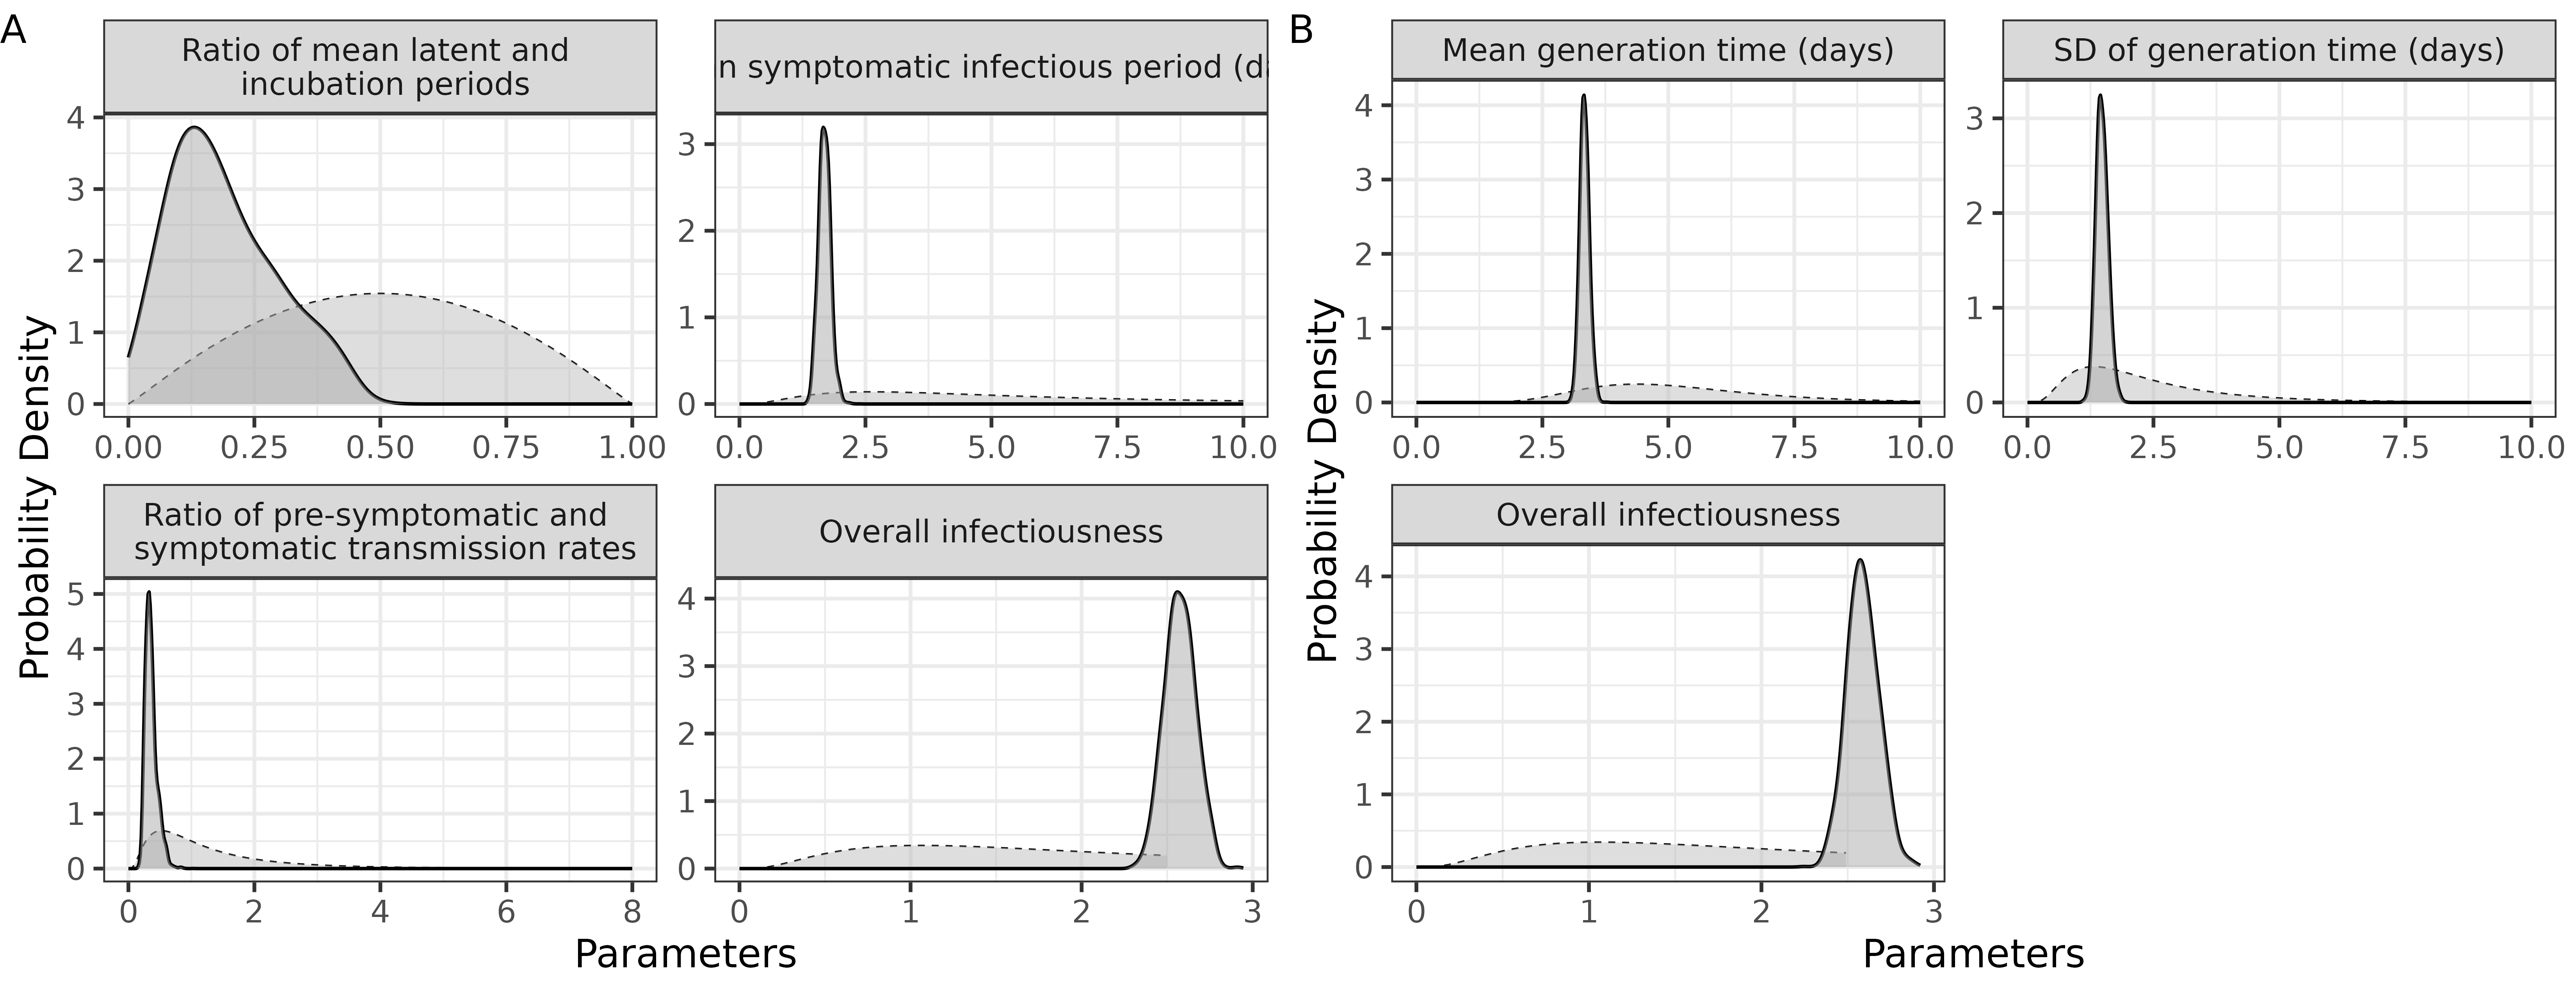 A
Ratio of mean latent and
incubation periods
n symptomatic infectious period (da
B
Mean generation time (days)
SD of generation time (days)
4
3
2
1
0
0.00 0.25 0.50 0.75 1.00
3
2
1
0
0.0 2.5 5.0 7.5 10.0
4
3
2
1
0
0.0 2.5 5.0 7.5 10.0
3
2
1
0
0.0 2.5 5.0 7.5 10.0
Probability Density
Probability Density
Ratio of pre-symptomatic and
symptomatic transmission rates
Overall infectiousness
Overall infectiousness
5
4
3
2
1
0
0 2 4 6 8
4
3
2
1
0
0 1 2 3
4
3
2
1
0
0 1 2 3
Parameters
Parameters